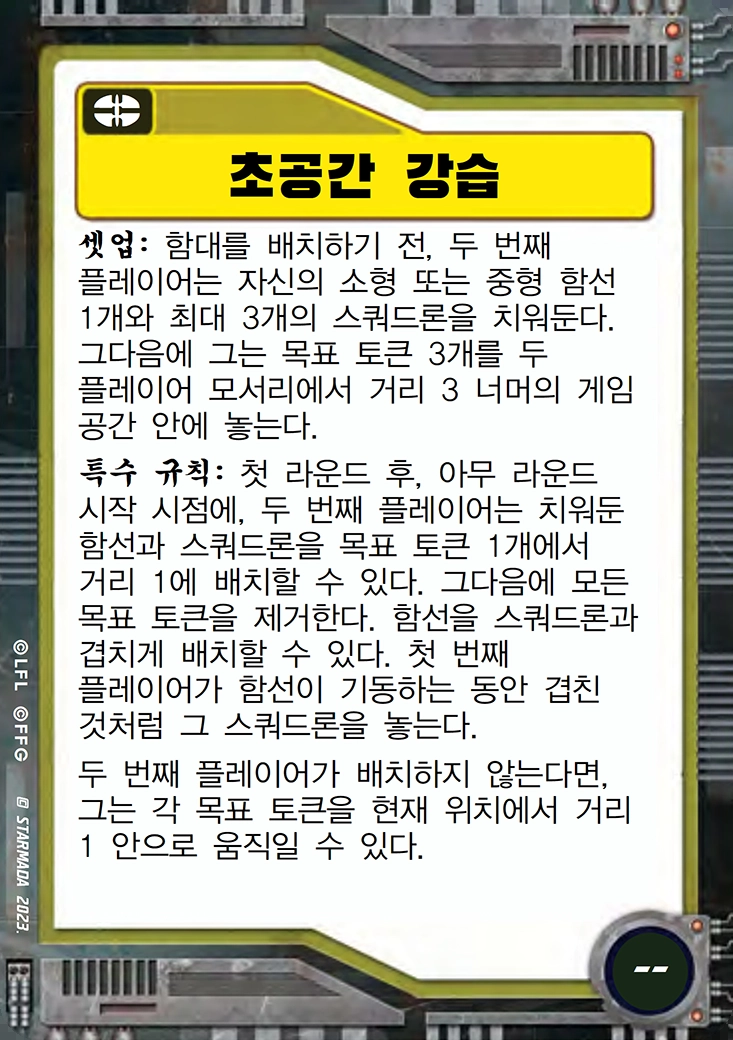 초공간 강습
셋업: 함대를 배치하기 전, 두 번째
플레이어는 자신의 소형 또는 중형 함선
1개와 최대 3개의 스쿼드론을 치워둔다.
그다음에 그는 목표 토큰 3개를 두
플레이어 모서리에서 거리 3 너머의 게임
공간 안에 놓는다.
특수 규칙: 첫 라운드 후, 아무 라운드
시작 시점에, 두 번째 플레이어는 치워둔
함선과 스쿼드론을 목표 토큰 1개에서
거리 1에 배치할 수 있다. 그다음에 모든
목표 토큰을 제거한다. 함선을 스쿼드론과
겹치게 배치할 수 있다. 첫 번째
플레이어가 함선이 기동하는 동안 겹친
것처럼 그 스쿼드론을 놓는다.
두 번째 플레이어가 배치하지 않는다면,
그는 각 목표 토큰을 현재 위치에서 거리
1 안으로 움직일 수 있다.
©LFL ©FFG 🄯 STARMADA 2023.
--